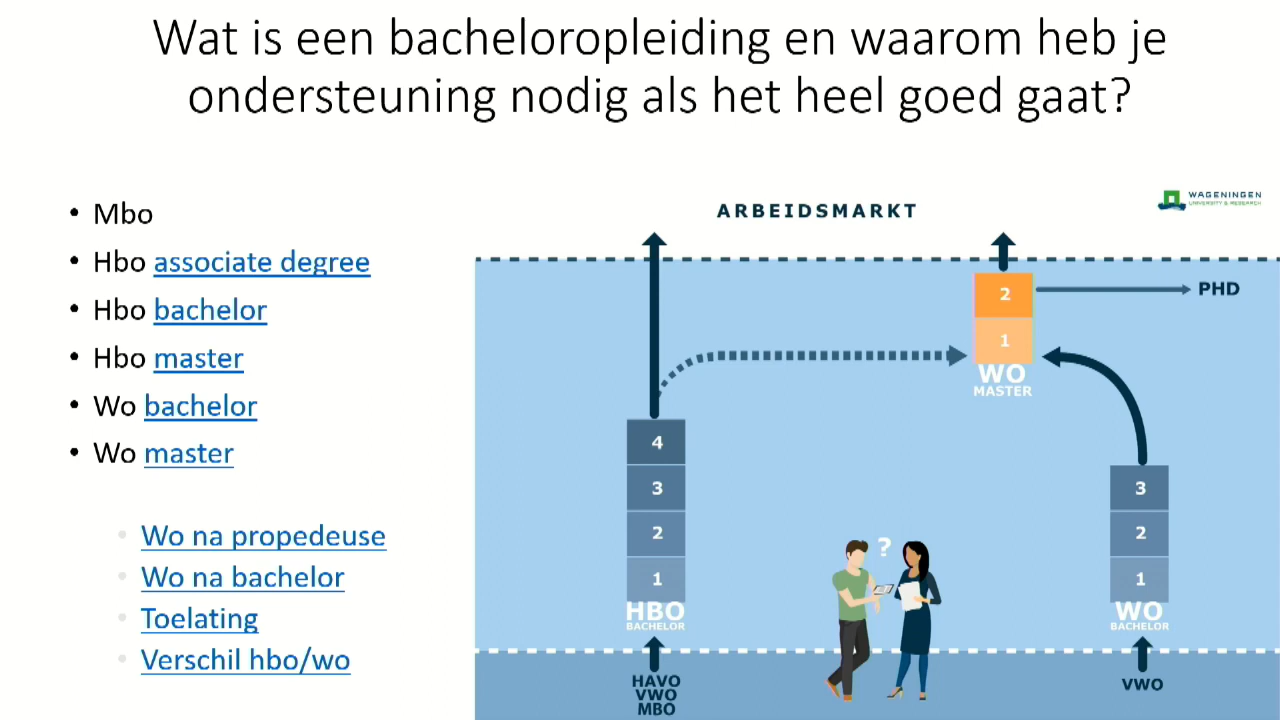 Wat is een bacheloropleiding en waarom heb je
ondersteuning nodig als het heel goed gaat?
• Mbo
• Hbo associate degree
• Hbo bachelor
• Hbo master
• Wo bachelor
• Wo master
• Wo na propedeuse
• Wo na bachelor
• Toelating
• Verschil hbo/wo
ARBEIDSMARKT
WAGENINGEN
UNIVERSITY & RESEARCH
2
PHD
1
WO
MASTER
4
3
2
1
HBO
BACHELOR
HAVO
VWO
MBO
?
3
2
1
WO
BACHELOR
VWO